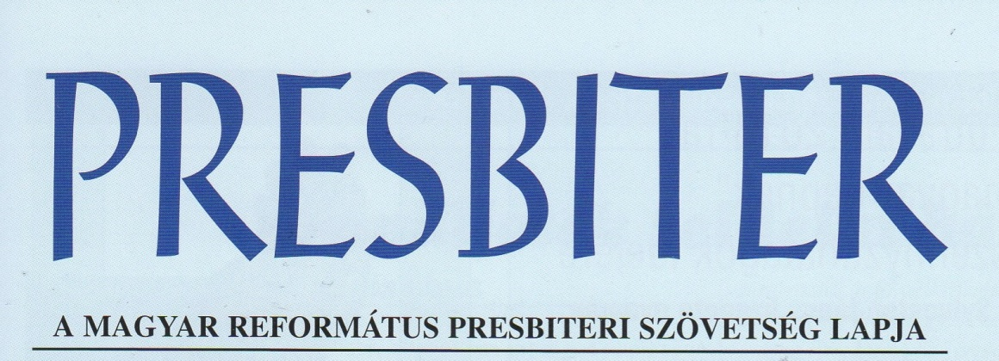 PRESBITER
A MAGYAR REFORMÁTUS PRESBITERI SZÖVETSÉG LAPJA